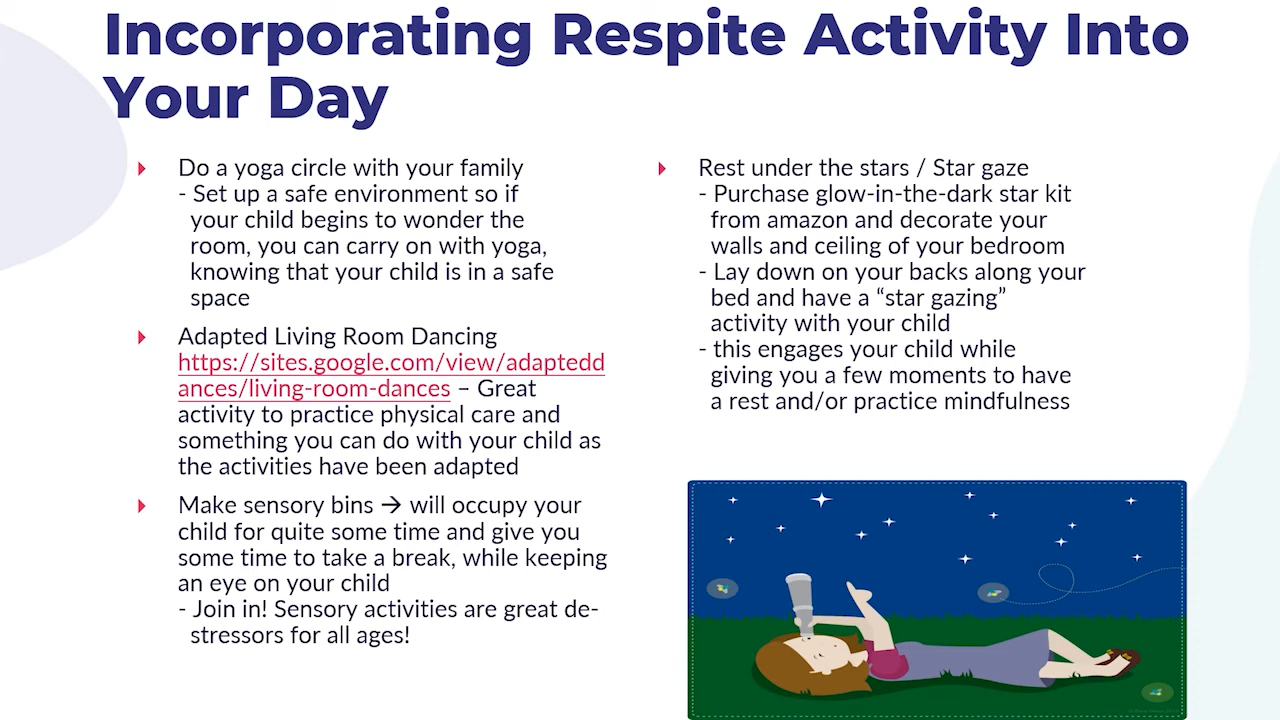 Incorporating Respite Activity Into
Your Day
Do a yoga circle with your family
- Set up a safe environment so if
your child begins to wonder the
room, you can carry on with yoga,
knowing that your child is in a safe
space
Adapted Living Room Dancing
https://sites.google.com/view/adaptedd
ances/living-room-dances – Great
activity to practice physical care and
something you can do with your child as
the activities have been adapted
Make sensory bins → will occupy your
child for quite some time and give you
some time to take a break, while keeping
an eye on your child
- Join in! Sensory activities are great de-
stressors for all ages!
Rest under the stars / Star gaze
- Purchase glow-in-the-dark star kit
from amazon and decorate your
walls and ceiling of your bedroom
- Lay down on your backs along your
bed and have a “star gazing”
activity with your child
- this engages your child while
giving you a few moments to have
a rest and/or practice mindfulness